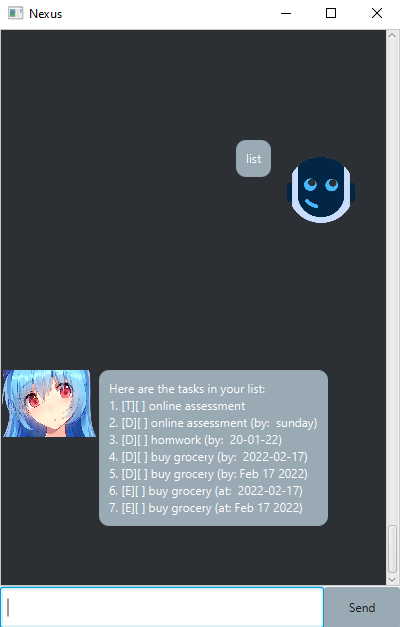 Nexus
list
Here are the tasks in your list:
1. [T][ ] online assessment
2. [D][ ] online assessment (by:  sunday)
3. [D][ ] homwork (by:  20-01-22)
4. [D][ ] buy grocery (by:  2022-02-17)
5. [D][ ] buy grocery (by: Feb 17 2022)
6. [E][ ] buy grocery (at:  2022-02-17)
7. [E][ ] buy grocery (at: Feb 17 2022)
Send